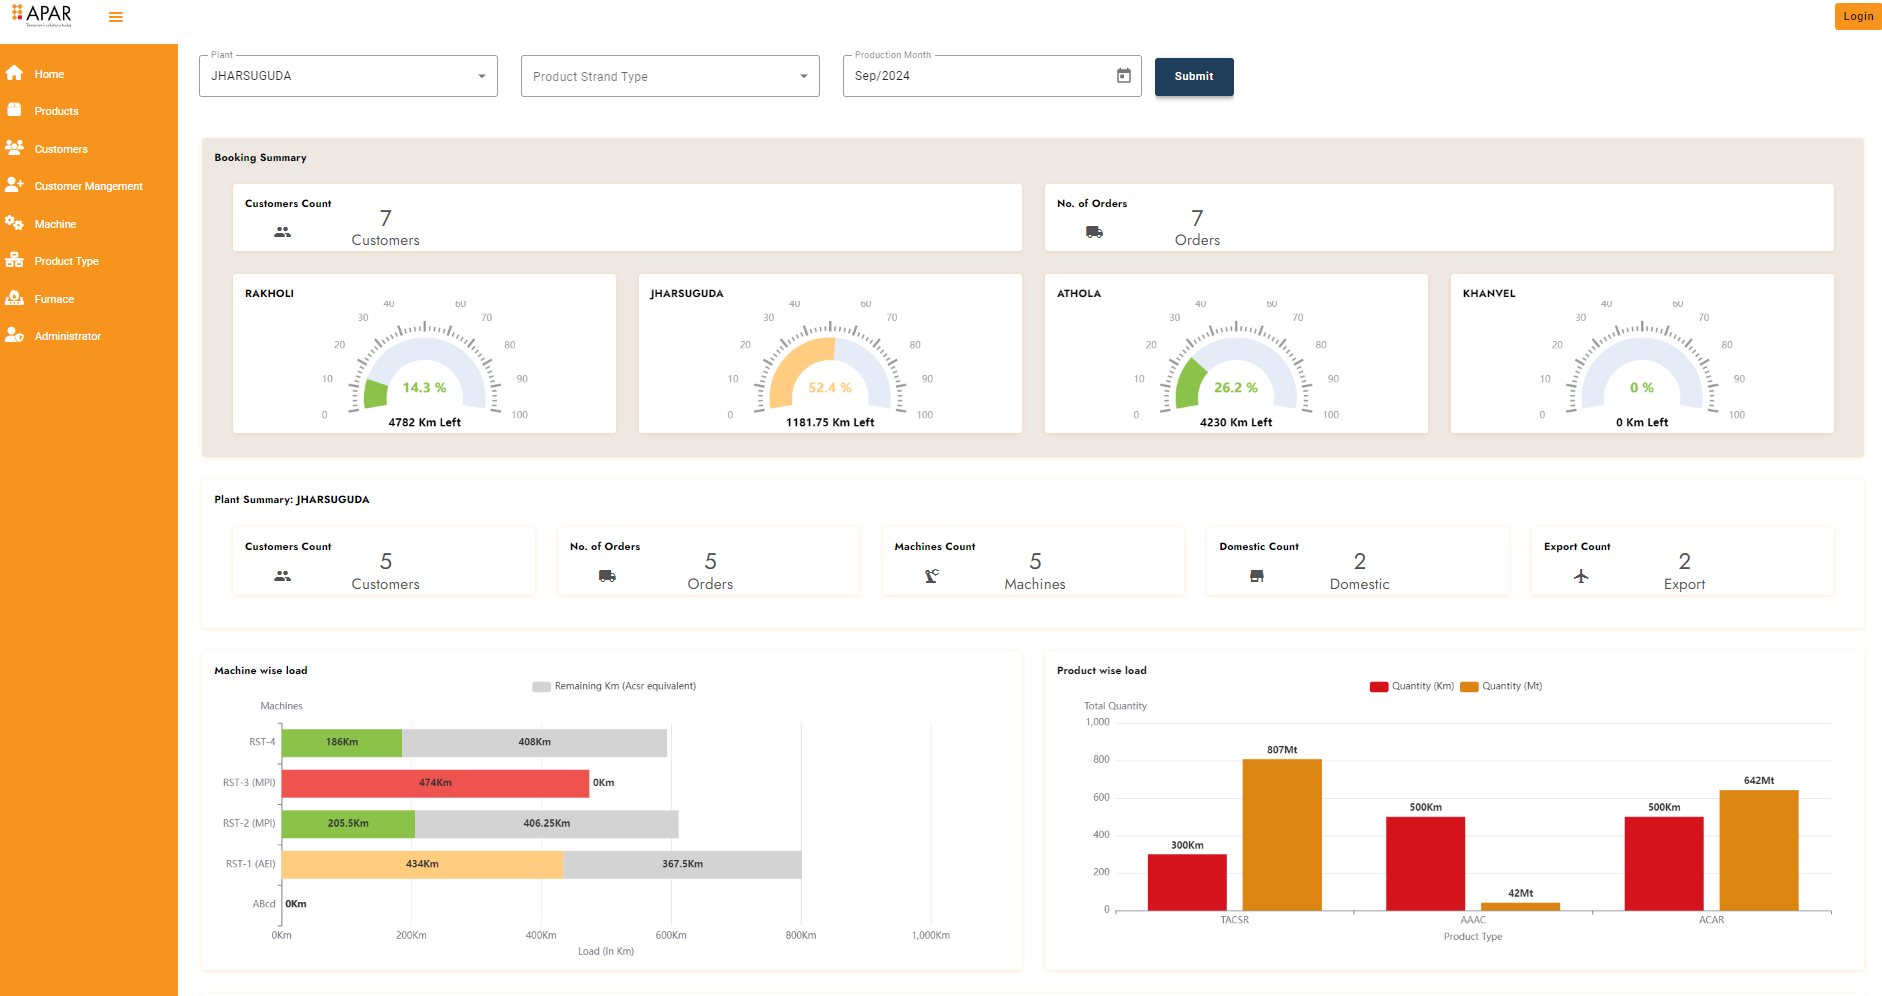 APAR
Tomorrow's solutions today
Login
Home
Products
Customers
Customer Mangement
Machine
Product Type
Furnace
Administrator
Plant
JHARSUGUDA
Product Strand Type
Production Month
Sep/2024
Submit
Booking Summary
Customers Count
7
Customers
No. of Orders
7
Orders
RAKHOLI
0 10 20 30 40 60 70 80 90 100
14.3 %
4782 Km Left
JHARSUGUDA
0 10 20 30 40 60 70 80 90 100
52.4 %
1181.75 Km Left
ATHOLA
0 10 20 30 40 60 70 80 90 100
26.2 %
4230 Km Left
KHANVEL
0 10 20 30 40 60 70 80 90 100
0 %
0 Km Left
Plant Summary: JHARSUGUDA
Customers Count
5
Customers
No. of Orders
5
Orders
Machines Count
5
Machines
Domestic Count
2
Domestic
Export Count
2
Export
Machine wise load
Remaining Km (Acsr equivalent)
Machines
RST-4 186Km 408Km
RST-3 (MPI) 474Km 0Km
RST-2 (MPI) 205.5Km 406.25Km
RST-1 (AEI) 434Km 367.5Km
ABcd 0Km
0Km 200Km 400Km 600Km 800Km 1,000Km
Load (in Km)
Product wise load
Quantity (Km) Quantity (Mt)
Total Quantity
1,000
800
600
400
200
0
300Km 807Mt
500Km 42Mt
500Km 642Mt
TACSR AAAC ACAR
Product Type